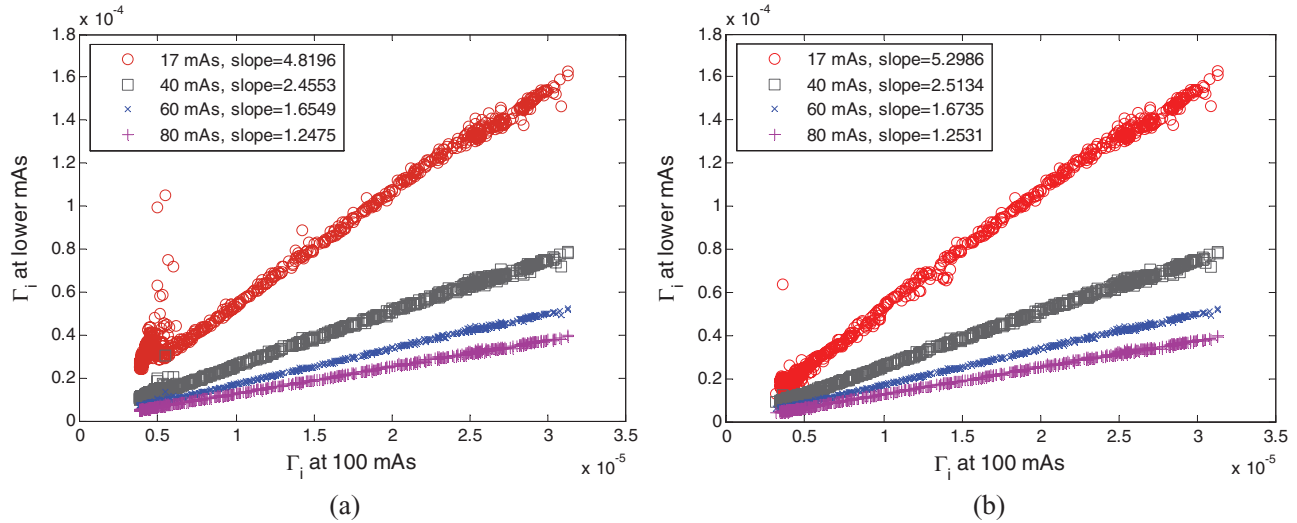 x 10⁻⁴
1.8
1.6
1.4
1.2
1
0.8
0.6
0.4
0.2
0
Γi at lower mAs
17 mAs, slope=4.8196
40 mAs, slope=2.4553
60 mAs, slope=1.6549
80 mAs, slope=1.2475
0 0.5 1 1.5 2 2.5 3 3.5
Γi at 100 mAs
x 10⁻⁵
(a)
x 10⁻⁴
1.8
1.6
1.4
1.2
1
0.8
0.6
0.4
0.2
0
Γi at lower mAs
17 mAs, slope=5.2986
40 mAs, slope=2.5134
60 mAs, slope=1.6735
80 mAs, slope=1.2531
0 0.5 1 1.5 2 2.5 3 3.5
Γi at 100 mAs
x 10⁻⁵
(b)